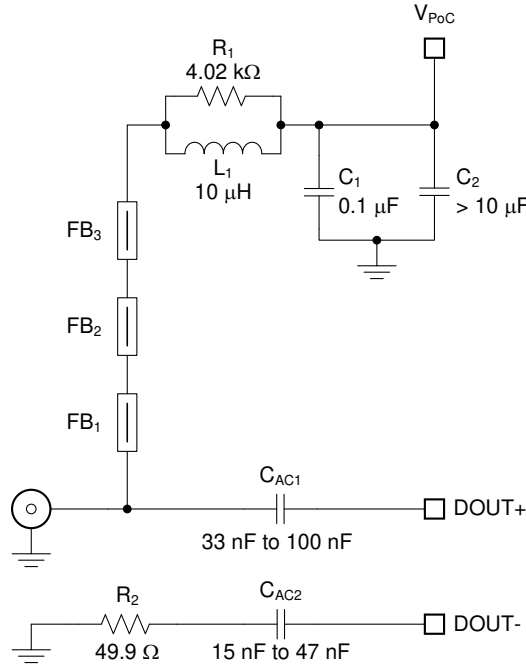 VPoC
R1
4.02 kΩ
L1
10 μH
C1
0.1 μF
C2
> 10 μF
FB3
FB2
FB1
CAC1
33 nF to 100 nF
DOUT+
R2
49.9 Ω
CAC2
15 nF to 47 nF
DOUT-